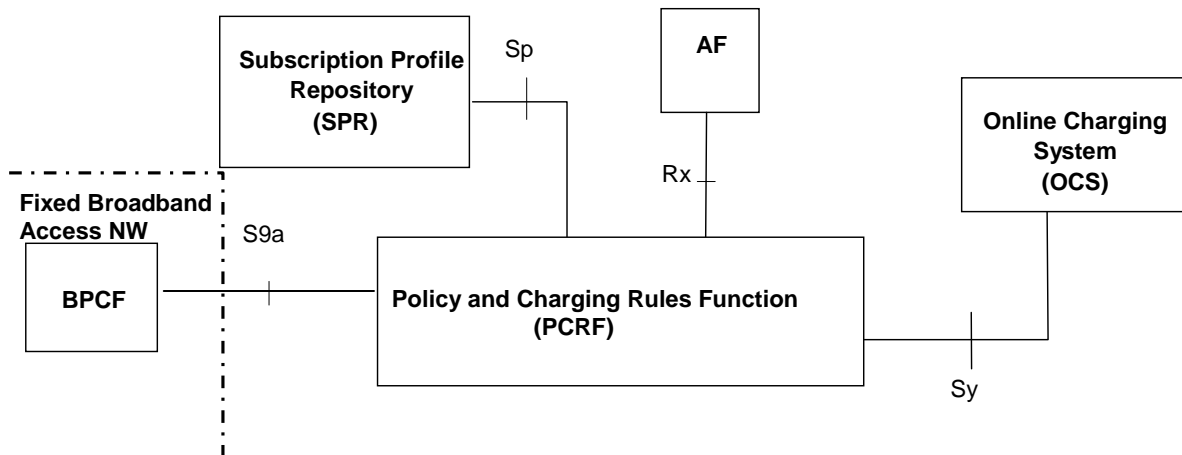 Subscription Profile
Repository
(SPR)
Sp
AF
Rx
Online Charging
System
(OCS)
Fixed Broadband
Access NW
S9a
BPCF
Policy and Charging Rules Function
(PCRF)
Sy